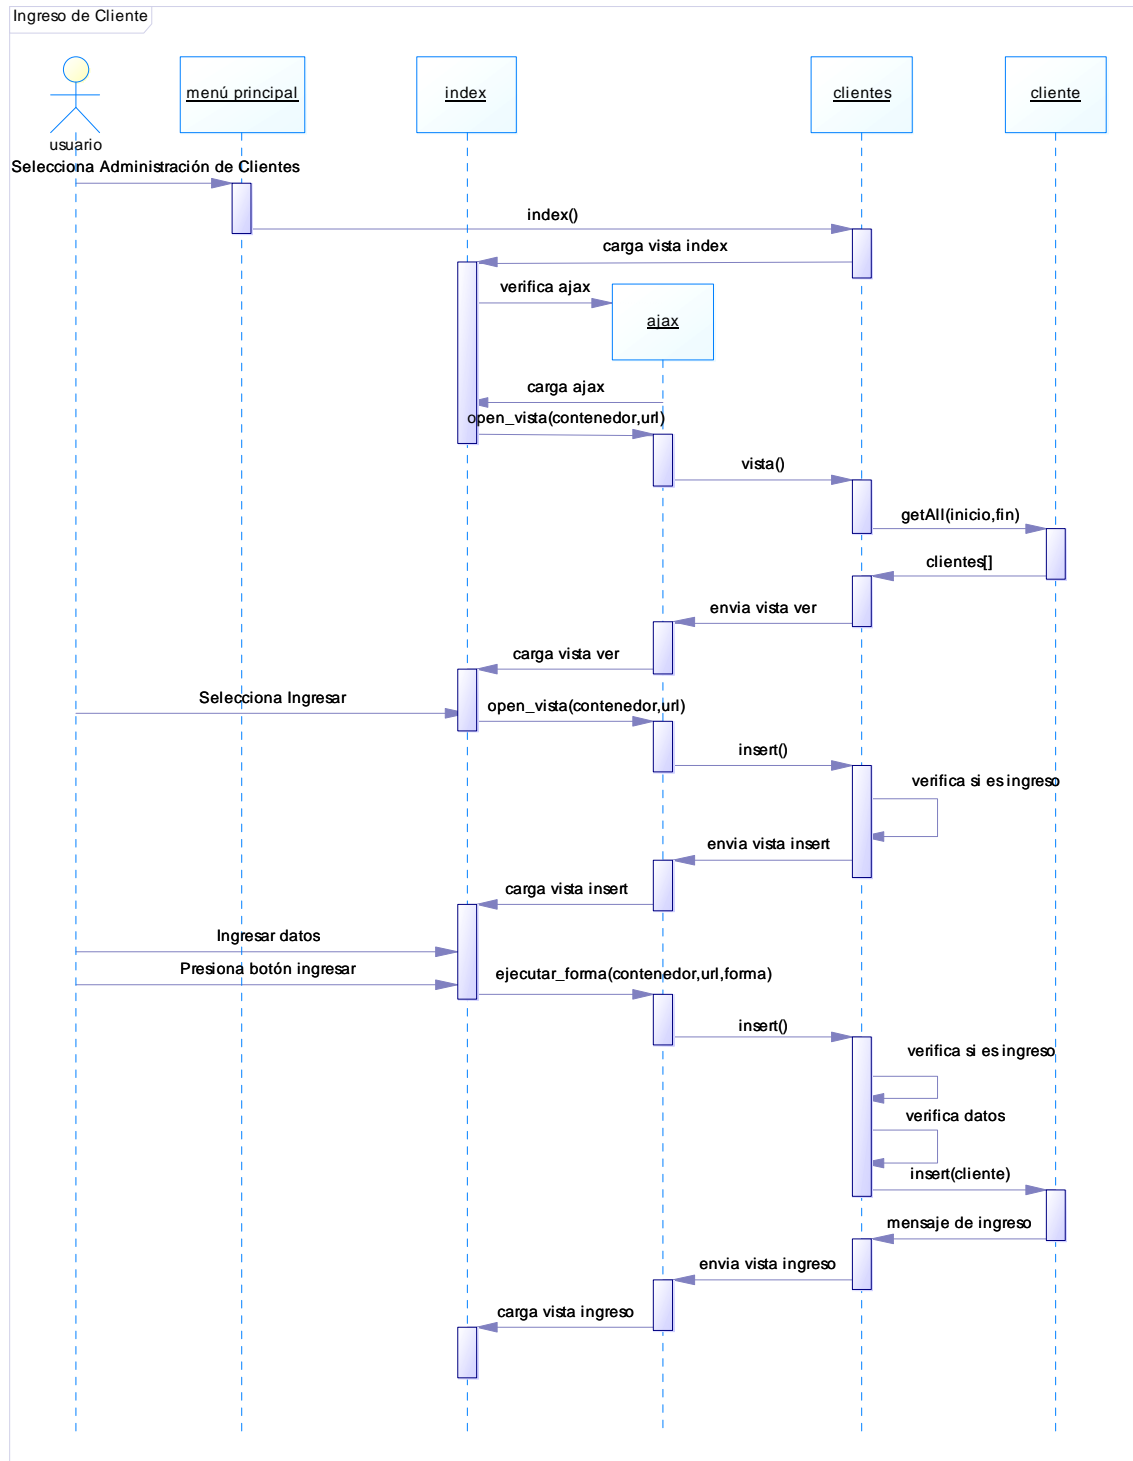 Ingreso de Cliente
menú principal
index
clientes
cliente
usuario
Selecciona Administración de Clientes
index()
carga vista index
verifica ajax
ajax
carga ajax
open_vista(contenedor,url)
vista()
getAll(inicio,fin)
clientes[]
envia vista ver
carga vista ver
Selecciona Ingresar
open_vista(contenedor,url)
insert()
verifica si es ingreso
envia vista insert
carga vista insert
Ingresar datos
Presiona botón ingresar
ejecutar_forma(contenedor,url,forma)
insert()
verifica si es ingreso
verifica datos
insert(cliente)
mensaje de ingreso
envia vista ingreso
carga vista ingreso